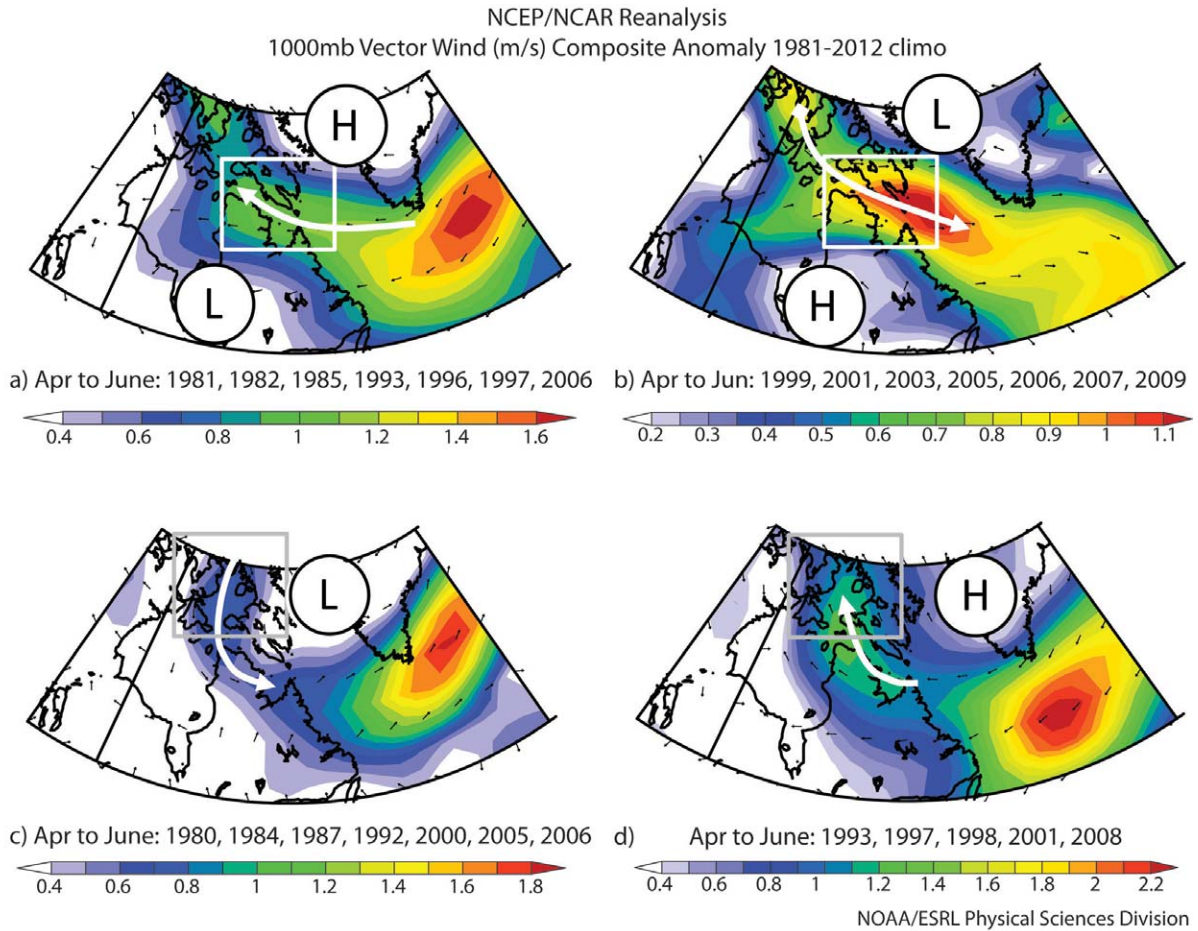 NCEP/NCAR Reanalysis
1000mb Vector Wind (m/s) Composite Anomaly 1981-2012 climo
H
L
L
H
a) Apr to June: 1981, 1982, 1985, 1993, 1996, 1997, 2006
0.4 0.6 0.8 1 1.2 1.4 1.6
b) Apr to Jun: 1999, 2001, 2003, 2005, 2006, 2007, 2009
0.2 0.3 0.4 0.5 0.6 0.7 0.8 0.9 1 1.1
L
H
c) Apr to June: 1980, 1984, 1987, 1992, 2000, 2005, 2006
0.4 0.6 0.8 1 1.2 1.4 1.6 1.8
d) Apr to June: 1993, 1997, 1998, 2001, 2008
0.4 0.6 0.8 1 1.2 1.4 1.6 1.8 2 2.2
NOAA/ESRL Physical Sciences Division